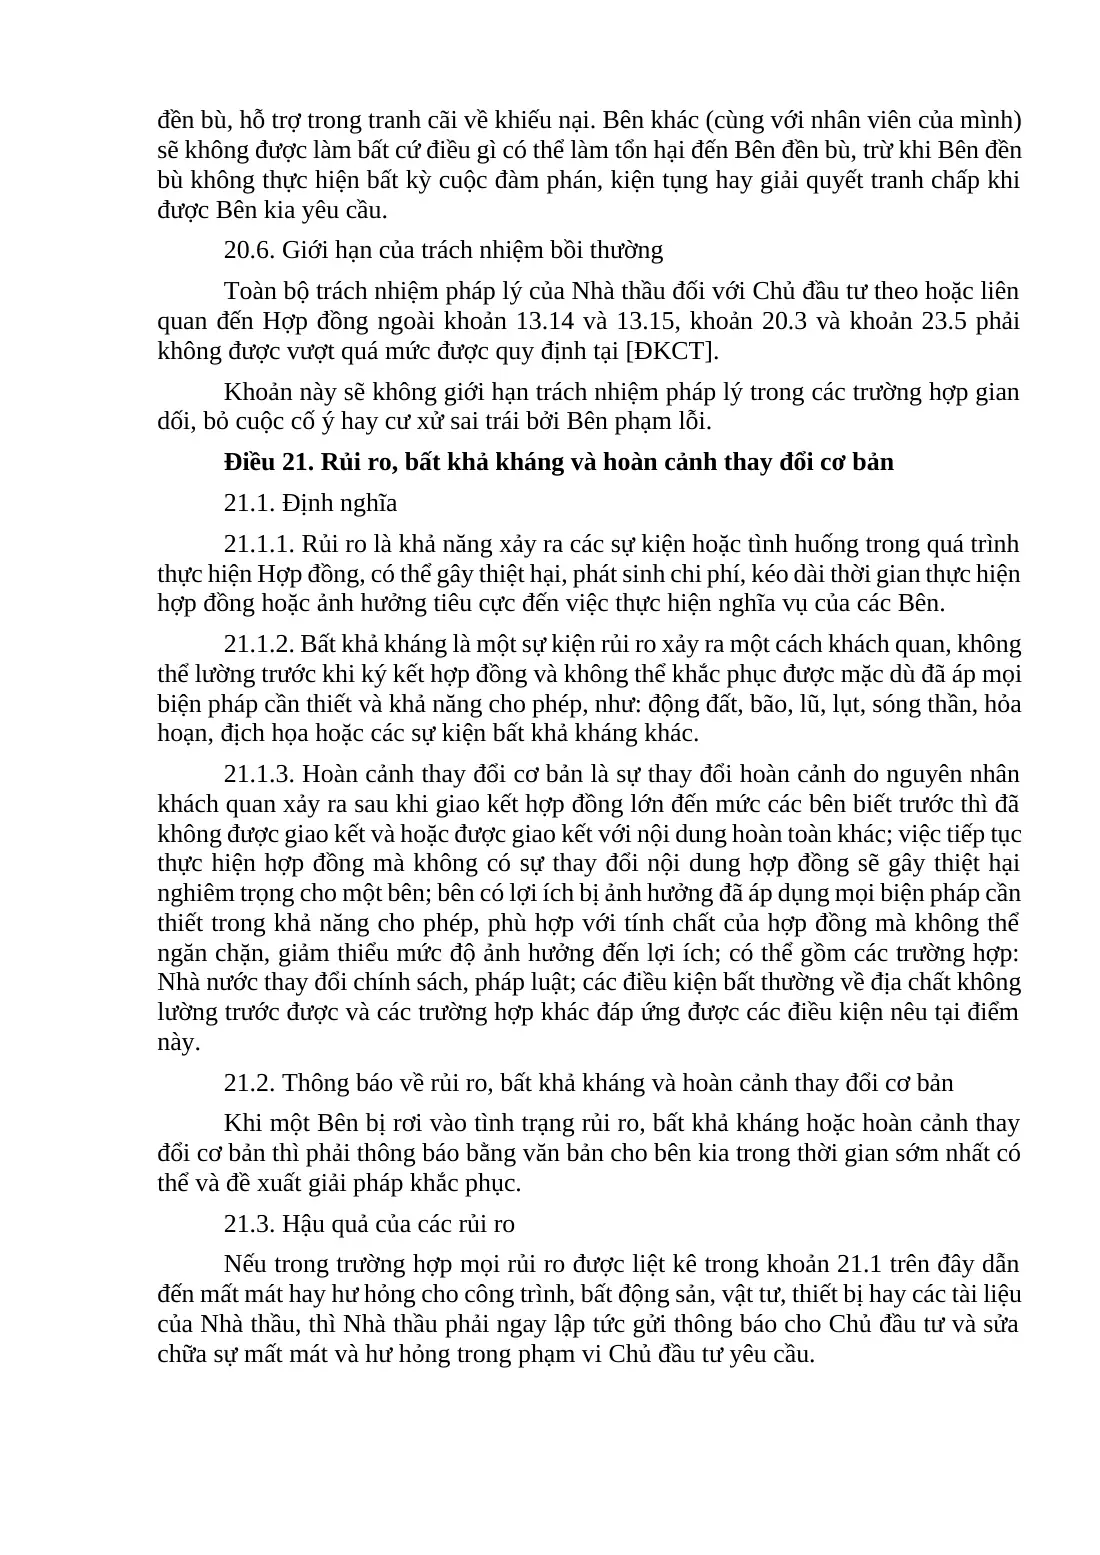 đền bù, hỗ trợ trong tranh cãi về khiếu nại. Bên khác (cùng với nhân viên của mình)
sẽ không được làm bất cứ điều gì có thể làm tổn hại đến Bên đền bù, trừ khi Bên đền
bù không thực hiện bất kỳ cuộc đàm phán, kiện tụng hay giải quyết tranh chấp khi
được Bên kia yêu cầu.
20.6. Giới hạn của trách nhiệm bồi thường
Toàn bộ trách nhiệm pháp lý của Nhà thầu đối với Chủ đầu tư theo hoặc liên
quan đến Hợp đồng ngoài khoản 13.14 và 13.15, khoản 20.3 và khoản 23.5 phải
không được vượt quá mức được quy định tại [ĐKCT].
Khoản này sẽ không giới hạn trách nhiệm pháp lý trong các trường hợp gian
dối, bỏ cuộc cố ý hay cư xử sai trái bởi Bên phạm lỗi.
Điều 21. Rủi ro, bất khả kháng và hoàn cảnh thay đổi cơ bản
21.1. Định nghĩa
21.1.1. Rủi ro là khả năng xảy ra các sự kiện hoặc tình huống trong quá trình
thực hiện Hợp đồng, có thể gây thiệt hại, phát sinh chi phí, kéo dài thời gian thực hiện
hợp đồng hoặc ảnh hưởng tiêu cực đến việc thực hiện nghĩa vụ của các Bên.
21.1.2. Bất khả kháng là một sự kiện rủi ro xảy ra một cách khách quan, không
thể lường trước khi ký kết hợp đồng và không thể khắc phục được mặc dù đã áp mọi
biện pháp cần thiết và khả năng cho phép, như: động đất, bão, lũ, lụt, sóng thần, hỏa
hoạn, địch họa hoặc các sự kiện bất khả kháng khác.
21.1.3. Hoàn cảnh thay đổi cơ bản là sự thay đổi hoàn cảnh do nguyên nhân
khách quan xảy ra sau khi giao kết hợp đồng lớn đến mức các bên biết trước thì đã
không được giao kết và hoặc được giao kết với nội dung hoàn toàn khác; việc tiếp tục
thực hiện hợp đồng mà không có sự thay đổi nội dung hợp đồng sẽ gây thiệt hại
nghiêm trọng cho một bên; bên có lợi ích bị ảnh hưởng đã áp dụng mọi biện pháp cần
thiết trong khả năng cho phép, phù hợp với tính chất của hợp đồng mà không thể
ngăn chặn, giảm thiểu mức độ ảnh hưởng đến lợi ích; có thể gồm các trường hợp:
Nhà nước thay đổi chính sách, pháp luật; các điều kiện bất thường về địa chất không
lường trước được và các trường hợp khác đáp ứng được các điều kiện nêu tại điểm
này.
21.2. Thông báo về rủi ro, bất khả kháng và hoàn cảnh thay đổi cơ bản
Khi một Bên bị rơi vào tình trạng rủi ro, bất khả kháng hoặc hoàn cảnh thay
đổi cơ bản thì phải thông báo bằng văn bản cho bên kia trong thời gian sớm nhất có
thể và đề xuất giải pháp khắc phục.
21.3. Hậu quả của các rủi ro
Nếu trong trường hợp mọi rủi ro được liệt kê trong khoản 21.1 trên đây dẫn
đến mất mát hay hư hỏng cho công trình, bất động sản, vật tư, thiết bị hay các tài liệu
của Nhà thầu, thì Nhà thầu phải ngay lập tức gửi thông báo cho Chủ đầu tư và sửa
chữa sự mất mát và hư hỏng trong phạm vi Chủ đầu tư yêu cầu.